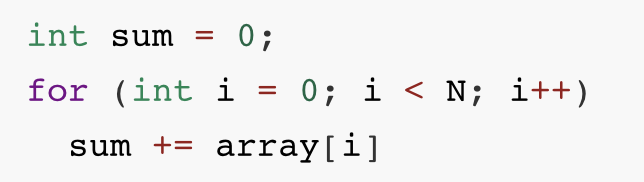 int sum = 0;
for (int i = 0; i < N; i++)
  sum += array[i]